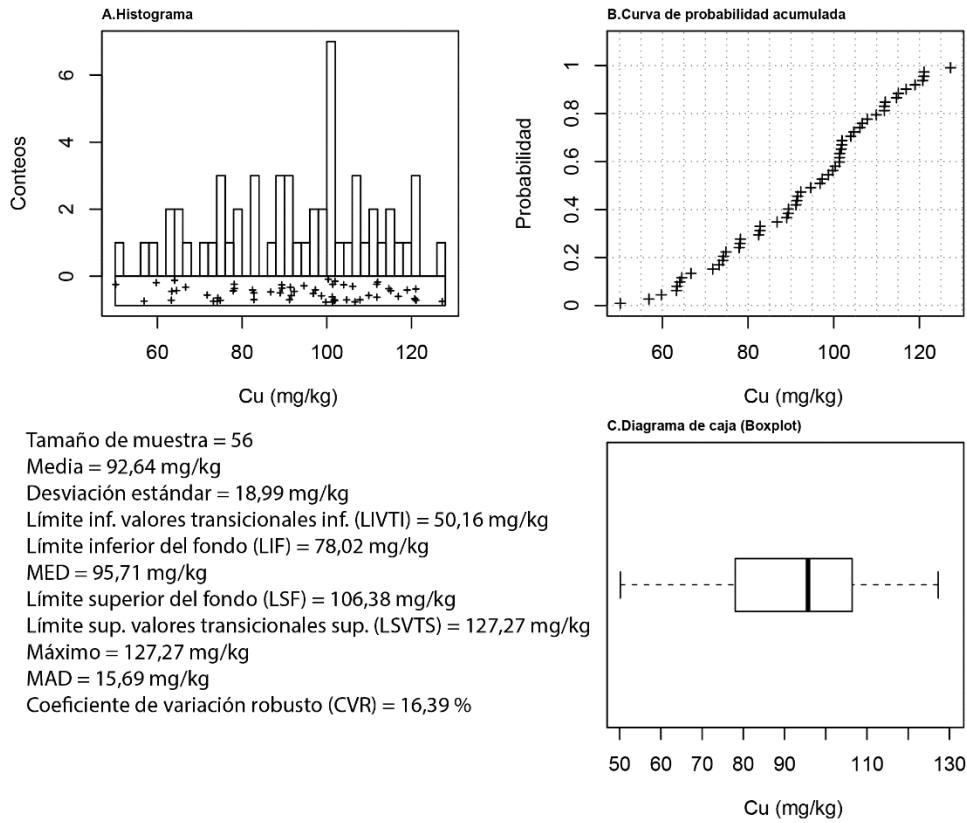 A.Histograma
Conteos
0
2
4
6
60
80
100
120
Cu (mg/kg)
B.Curva de probabilidad acumulada
Probabilidad
0
0.2
0.4
0.6
0.8
1
60
80
100
120
Cu (mg/kg)
Tamaño de muestra = 56
Media = 92,64 mg/kg
Desviación estándar = 18,99 mg/kg
Límite inf. valores transicionales inf. (LIVTI) = 50,16 mg/kg
Límite inferior del fondo (LIF) = 78,02 mg/kg
MED = 95,71 mg/kg
Límite superior del fondo (LSF) = 106,38 mg/kg
Límite sup. valores transicionales sup. (LSVTS) = 127,27 mg/kg
Máximo = 127,27 mg/kg
MAD = 15,69 mg/kg
Coeficiente de variación robusto (CVR) = 16,39 %
C.Diagrama de caja (Boxplot)
50 60 70 80 90 110 130
Cu (mg/kg)